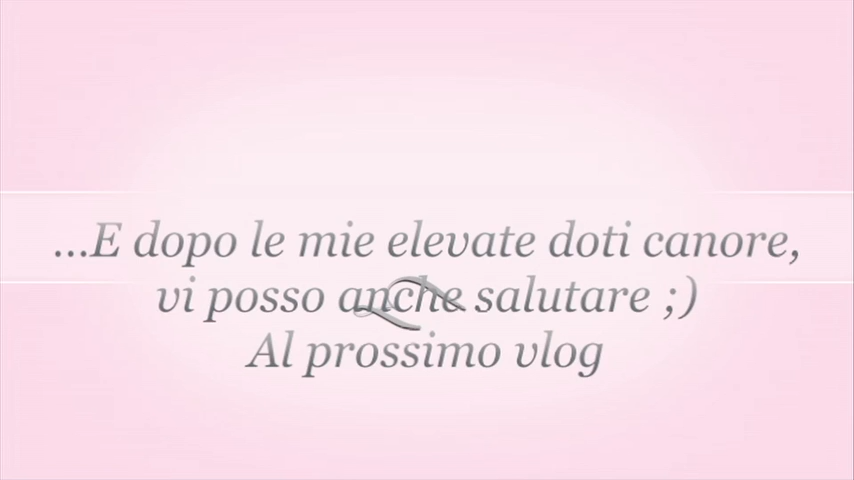 ...E dopo le mie elevate doti canore,
vi posso anche salutare ;)
Al prossimo vlog